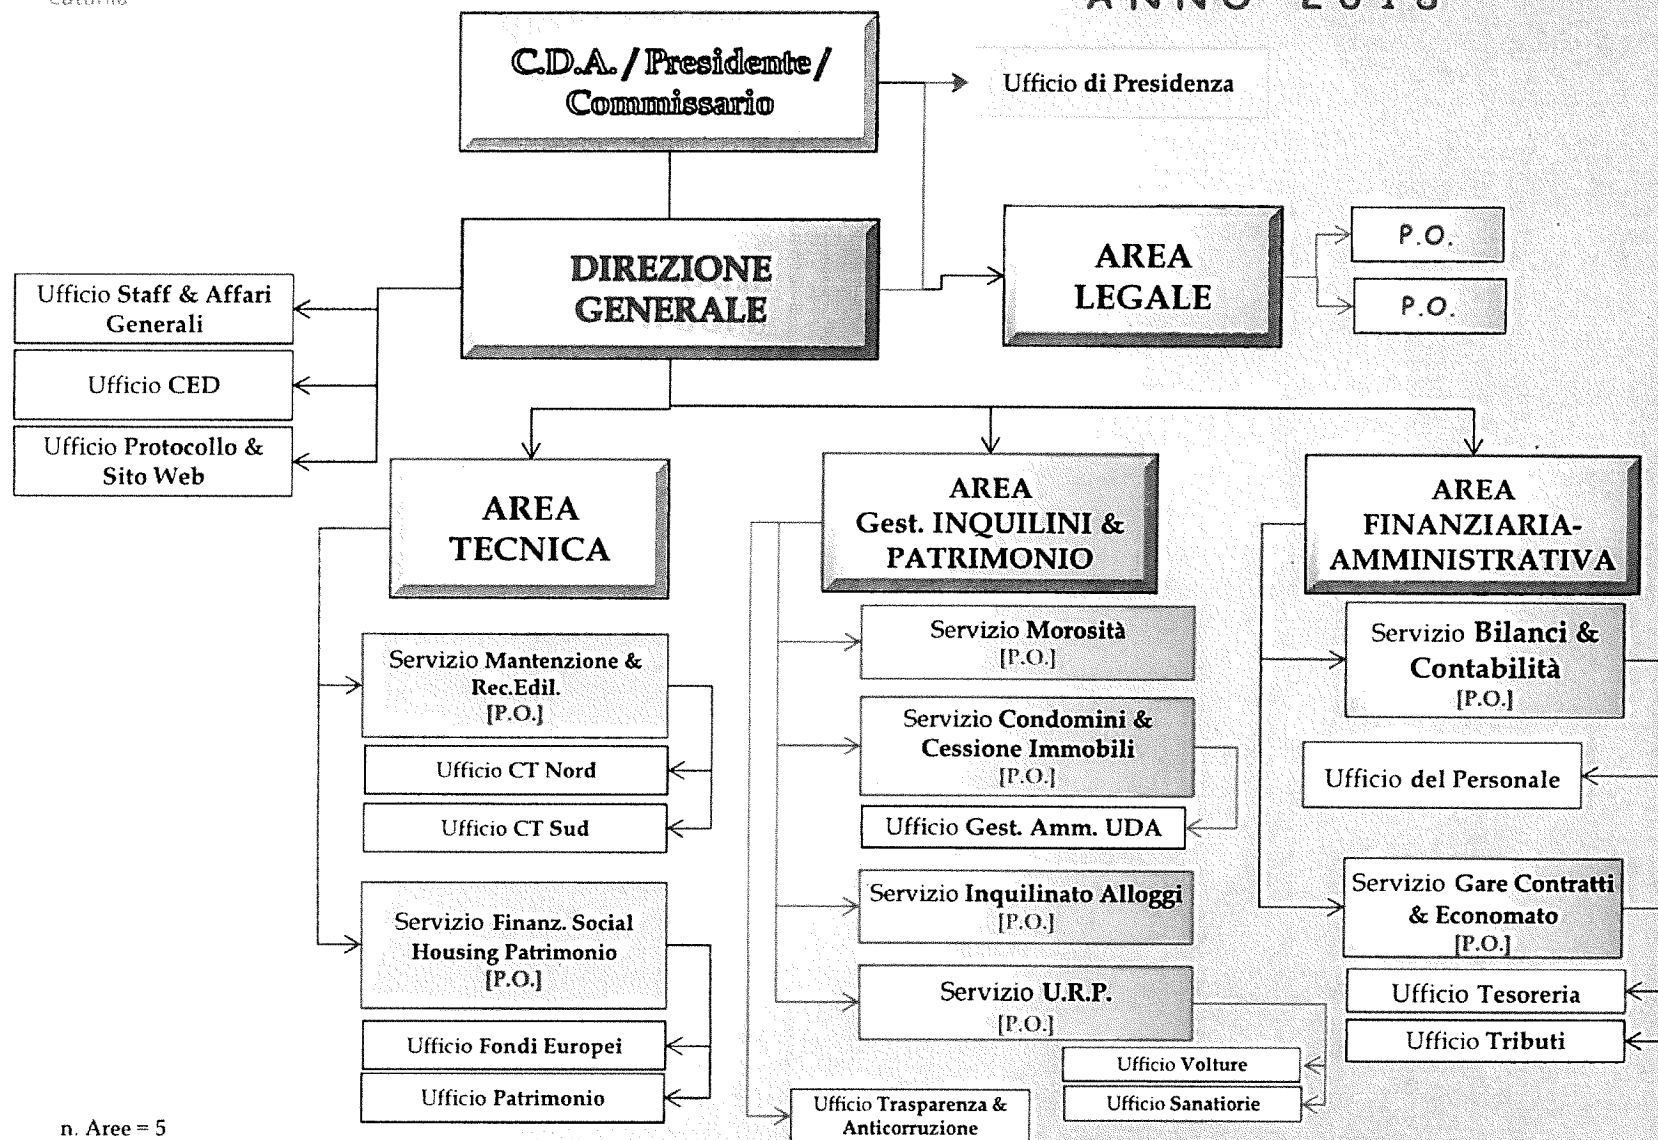 C.D.A. / Presidente /
Commissario
Ufficio di Presidenza
DIREZIONE
GENERALE
AREA
LEGALE
P.O.
P.O.
Ufficio Staff & Affari
Generali
Ufficio CED
Ufficio Protocollo &
Sito Web
AREA
TECNICA
Servizio Mantenzione &
Rec.Edil.
[P.O.]
Ufficio CT Nord
Ufficio CT Sud
Servizio Finanz. Social
Housing Patrimonio
[P.O.]
Ufficio Fondi Europei
Ufficio Patrimonio
AREA
Gest. INQUILINI &
PATRIMONIO
Servizio Morosità
[P.O.]
Servizio Condomini &
Cessione Immobili
[P.O.]
Ufficio Gest. Amm. UDA
Servizio Inquilinato Alloggi
[P.O.]
Servizio U.R.P.
[P.O.]
Ufficio Volture
Ufficio Sanatiorie
Ufficio Trasparenza &
Anticorruzione
AREA
FINANZIARIA-
AMMINISTRATIVA
Servizio Bilanci &
Contabilità
[P.O.]
Ufficio del Personale
Servizio Gare Contratti
& Economato
[P.O.]
Ufficio Tesoreria
Ufficio Tributi
n. Aree = 5